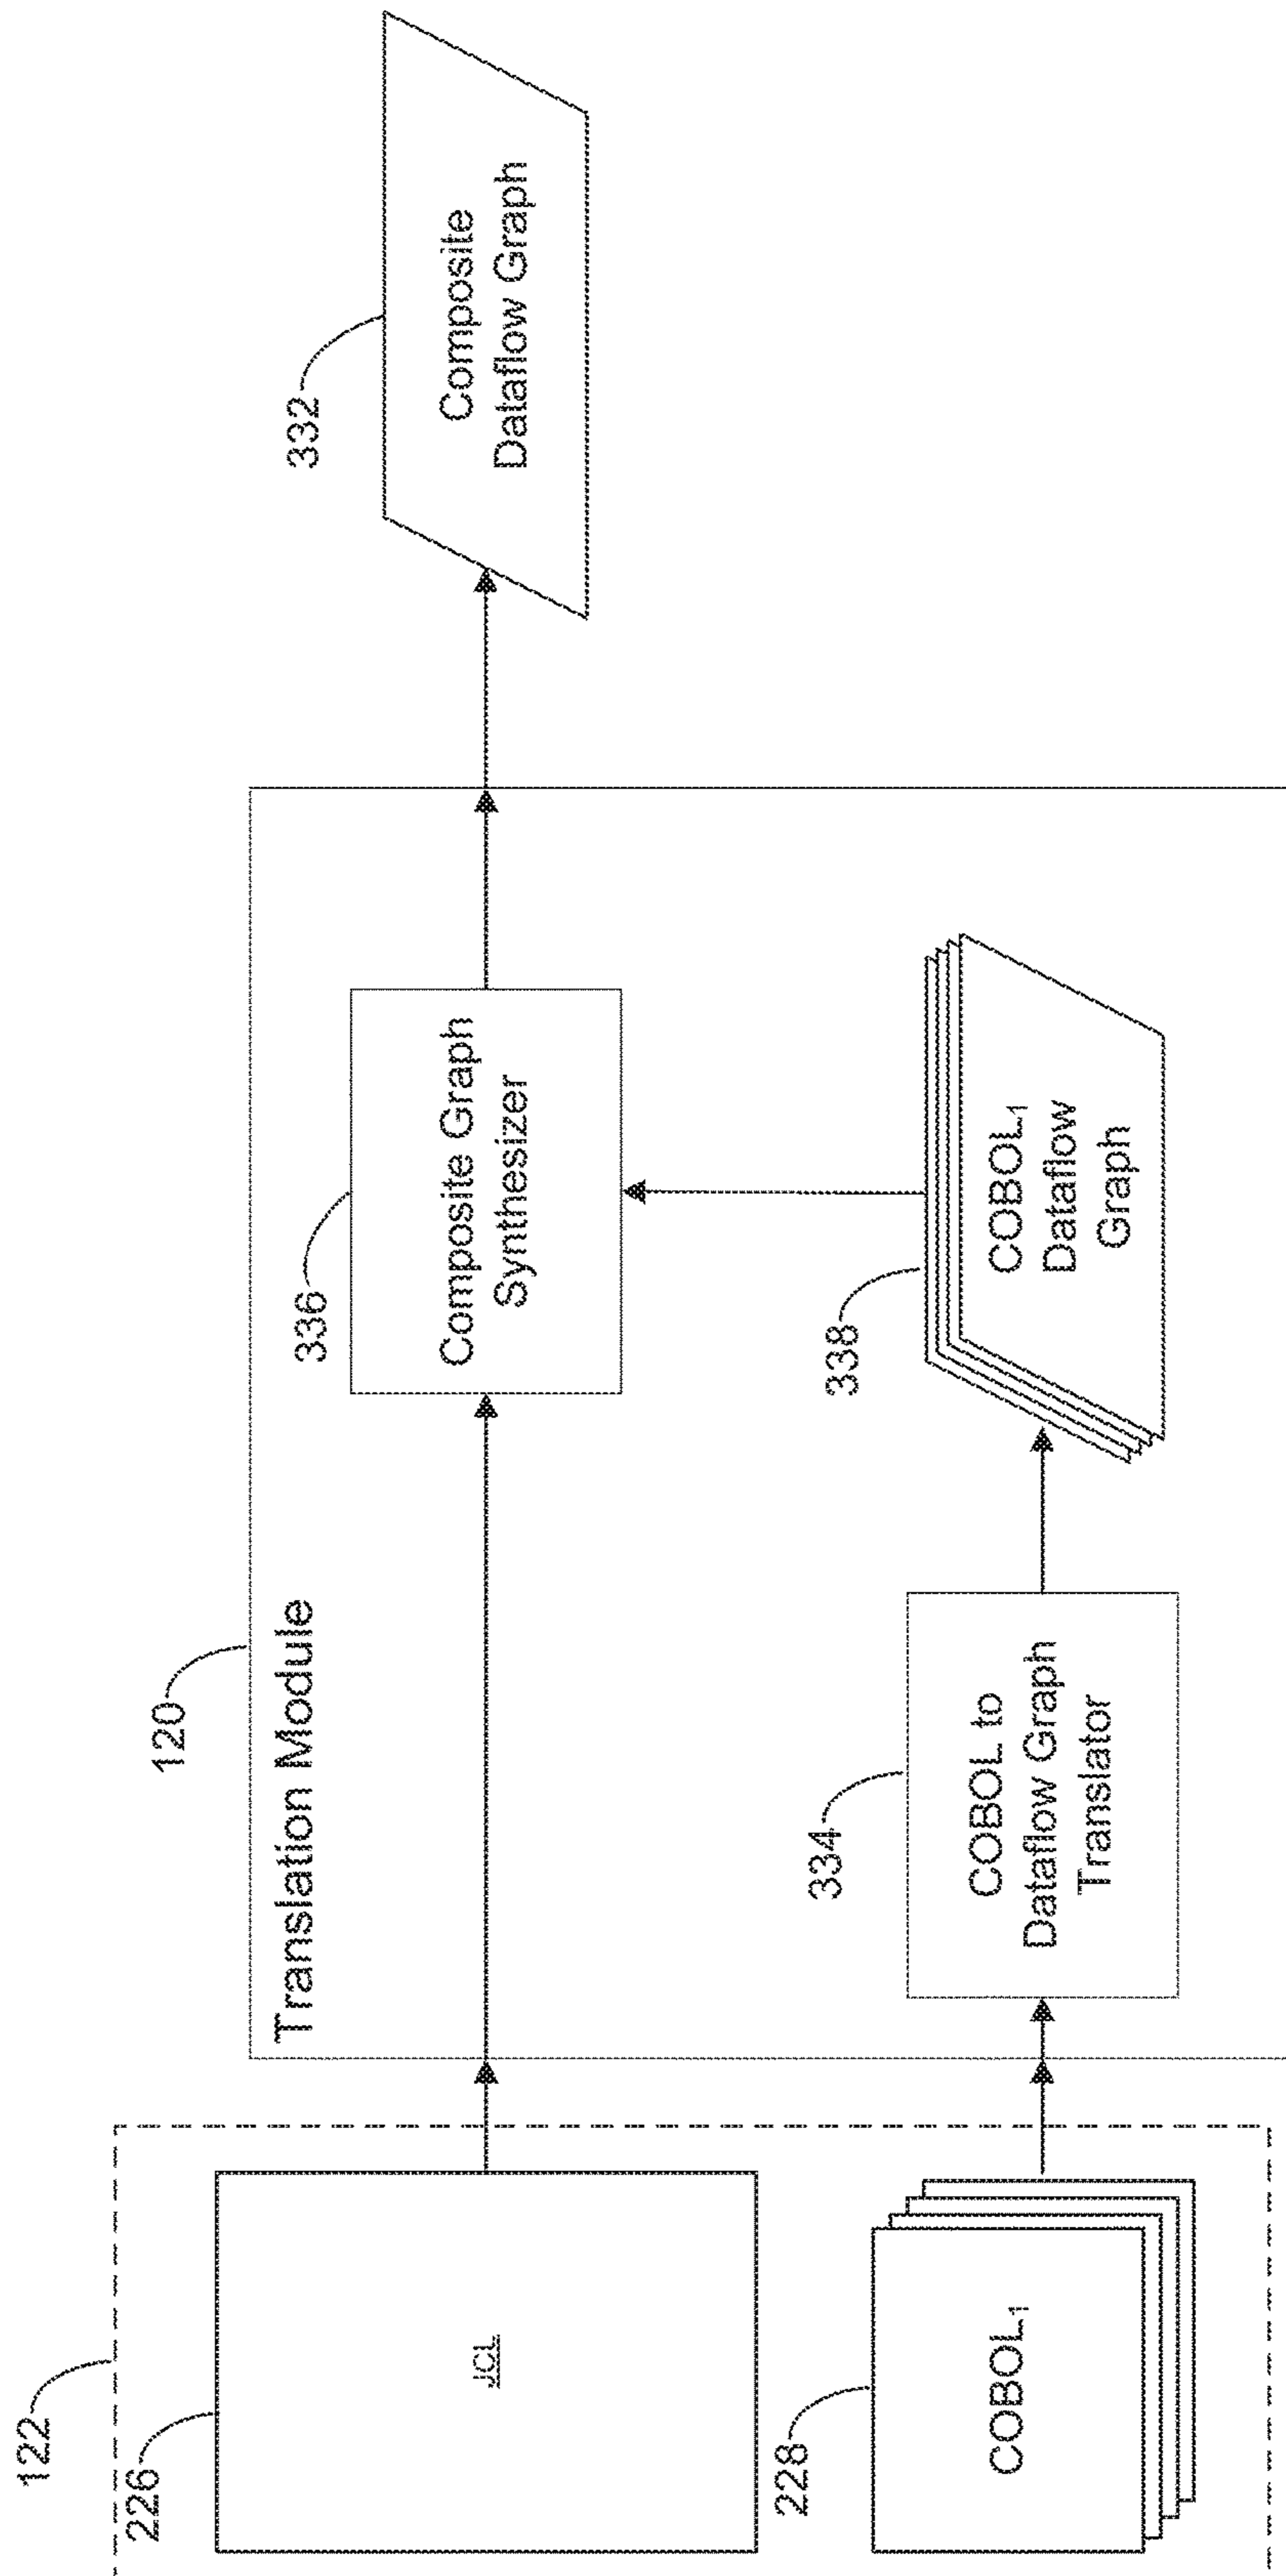 122
226
JCL
228
COBOL₁
120
Translation Module
334
COBOL to
Dataflow Graph
Translator
336
Composite Graph
Synthesizer
338
COBOL₁
Dataflow
Graph
332
Composite
Dataflow Graph